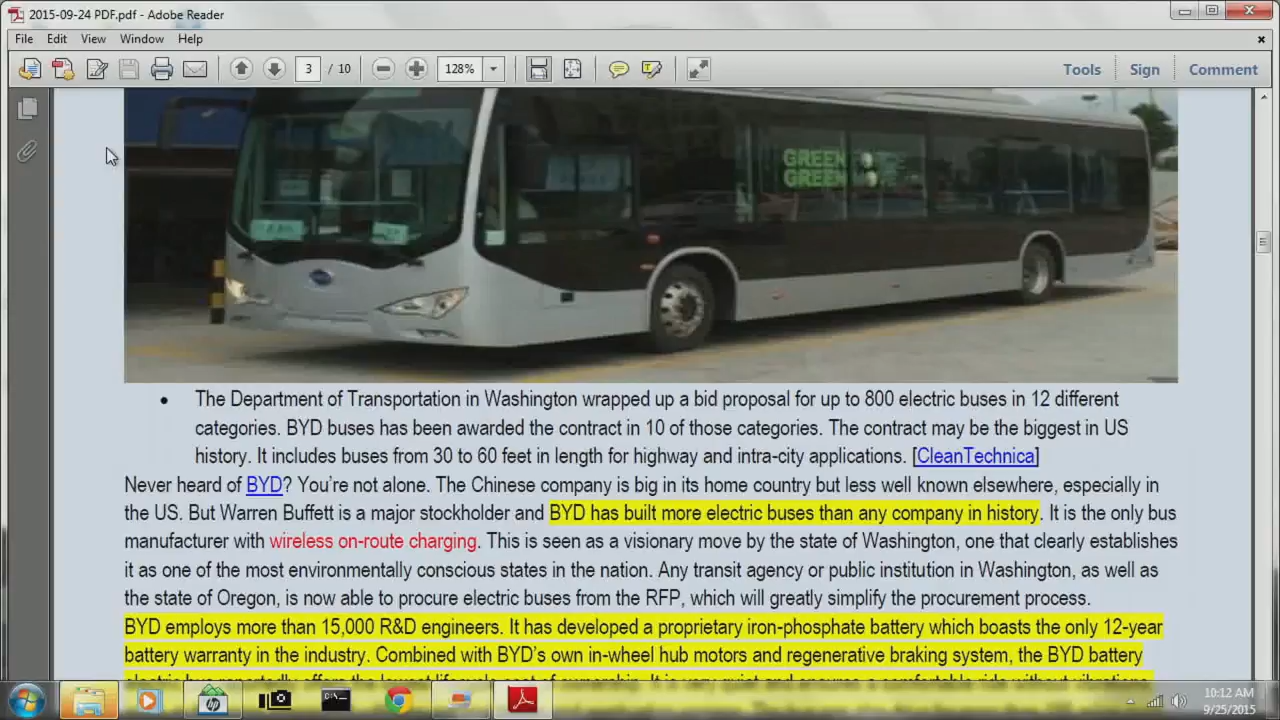 2015-09-24 PDF.pdf - Adobe Reader
File Edit View Window Help
3 / 10 128% Tools Sign Comment
GREEN
GREEN
The Department of Transportation in Washington wrapped up a bid proposal for up to 800 electric buses in 12 different
categories. BYD buses has been awarded the contract in 10 of those categories. The contract may be the biggest in US
history. It includes buses from 30 to 60 feet in length for highway and intra-city applications. [CleanTechnica]
Never heard of BYD? You're not alone. The Chinese company is big in its home country but less well known elsewhere, especially in
the US. But Warren Buffett is a major stockholder and BYD has built more electric buses than any company in history. It is the only bus
manufacturer with wireless on-route charging. This is seen as a visionary move by the state of Washington, one that clearly establishes
it as one of the most environmentally conscious states in the nation. Any transit agency or public institution in Washington, as well as
the state of Oregon, is now able to procure electric buses from the RFP, which will greatly simplify the procurement process.
BYD employs more than 15,000 R&D engineers. It has developed a proprietary iron-phosphate battery which boasts the only 12-year
battery warranty in the industry. Combined with BYD's own in-wheel hub motors and regenerative braking system, the BYD battery
10:12 AM
9/25/2015